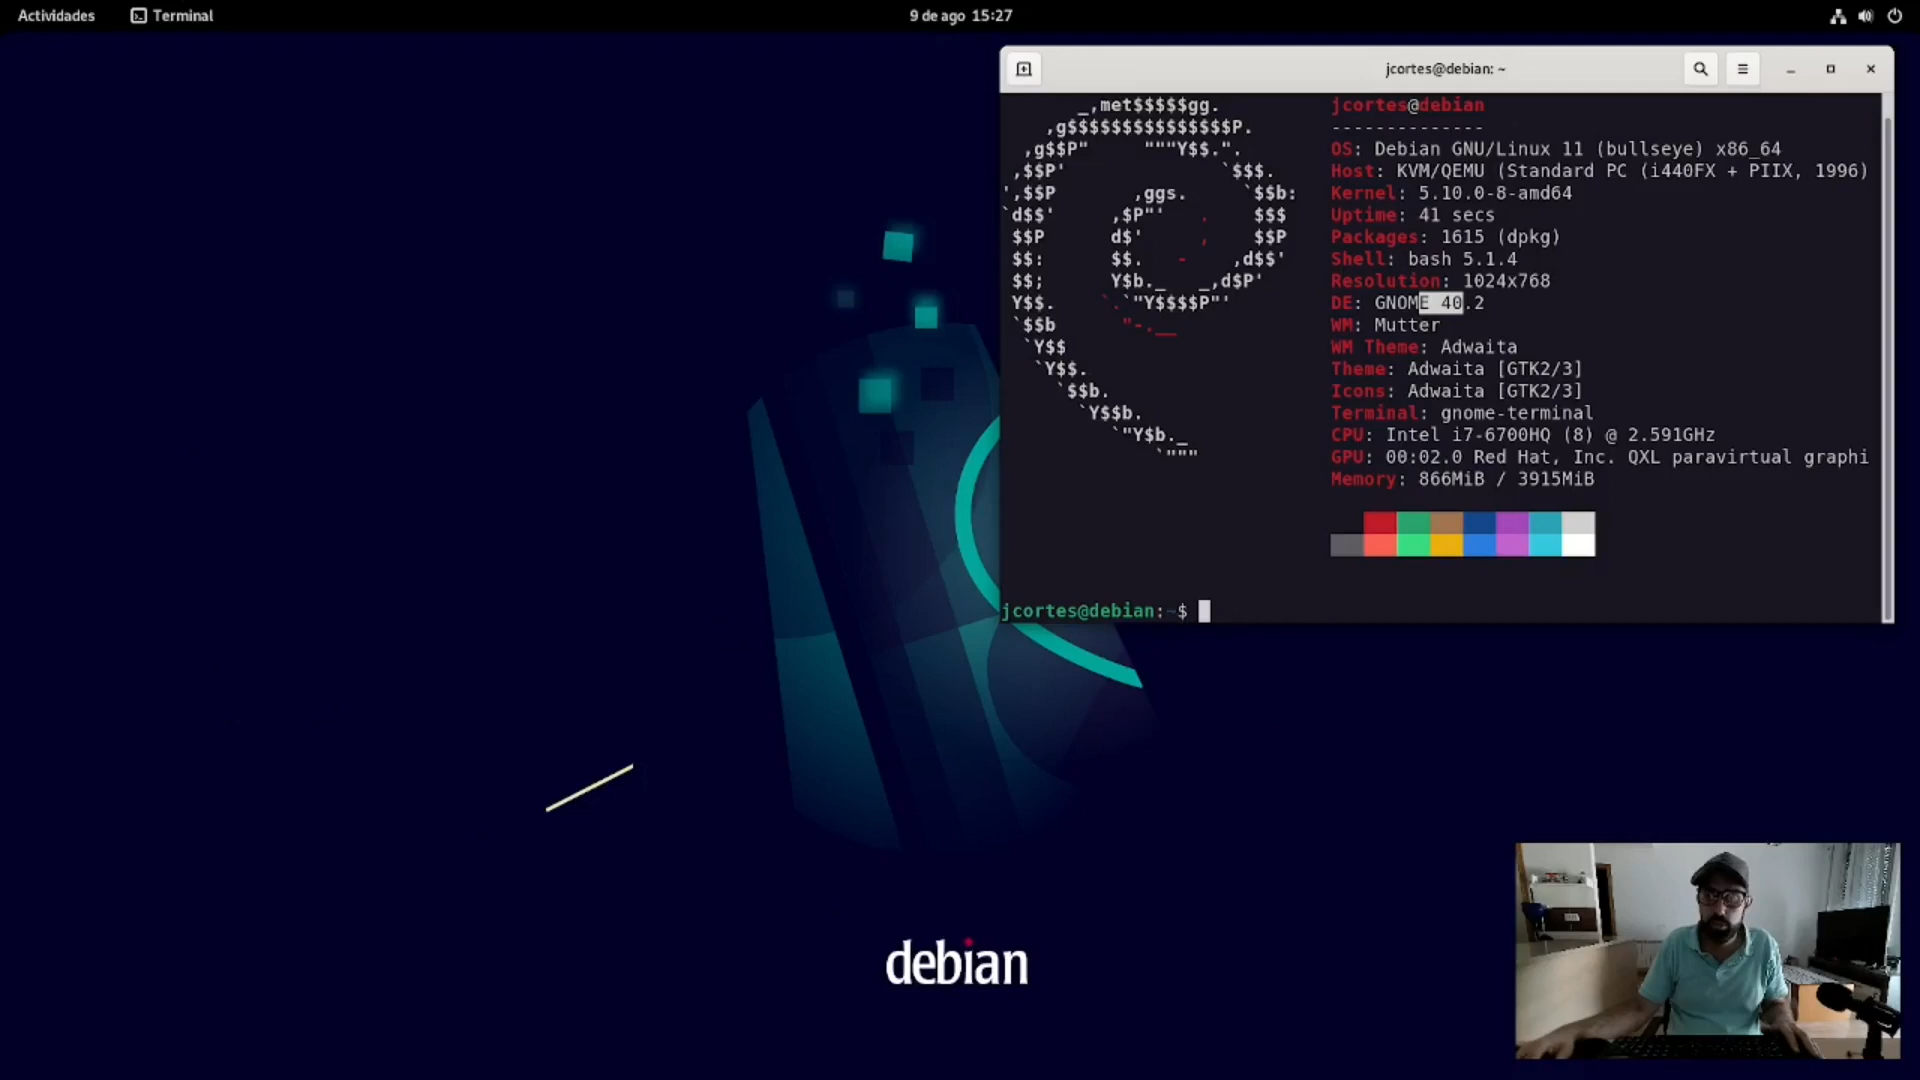 Actividades
Terminal
9 de ago 15:27
jcortes@debian: ~
_,met$$$$$gg.
,g$$$$$$$$$$$$$$$P.
,g$$P"     """Y$$.".
,$$P'              `$$$.
',$$P       ,ggs.     `$$b:
`d$$'     ,$P"'   .    $$$
$$P      d$'     ,    $$P
$$:      $$.   -    ,d$$'
$$;      Y$b._   _,d$P'
Y$$.    `.`"Y$$$$P"'
`$$b      "-.__
`Y$$
`Y$$.
`$$b.
`Y$$b.
`"Y$b._
`"""
jcortes@debian
--------------
OS: Debian GNU/Linux 11 (bullseye) x86_64
Host: KVM/QEMU (Standard PC (i440FX + PIIX, 1996)
Kernel: 5.10.0-8-amd64
Uptime: 41 secs
Packages: 1615 (dpkg)
Shell: bash 5.1.4
Resolution: 1024x768
DE: GNOME 40.2
WM: Mutter
WM Theme: Adwaita
Theme: Adwaita [GTK2/3]
Icons: Adwaita [GTK2/3]
Terminal: gnome-terminal
CPU: Intel i7-6700HQ (8) @ 2.591GHz
GPU: 00:02.0 Red Hat, Inc. QXL paravirtual graphi
Memory: 866MiB / 3915MiB
jcortes@debian:~$
debian